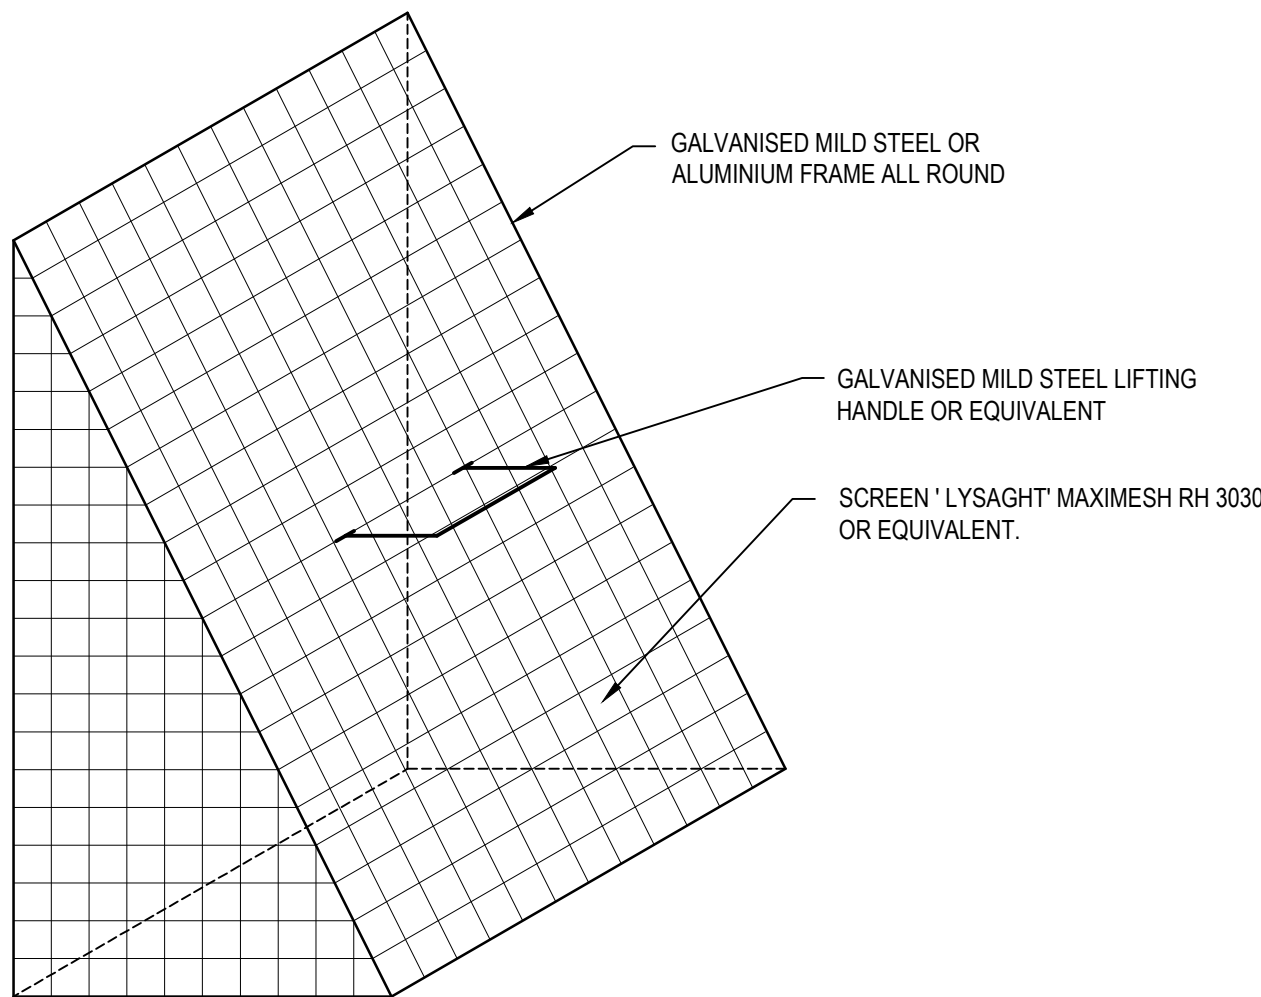 GALVANISED MILD STEEL OR
ALUMINIUM FRAME ALL ROUND
GALVANISED MILD STEEL LIFTING
HANDLE OR EQUIVALENT
SCREEN ' LYSAGHT' MAXIMESH RH 3030
OR EQUIVALENT.